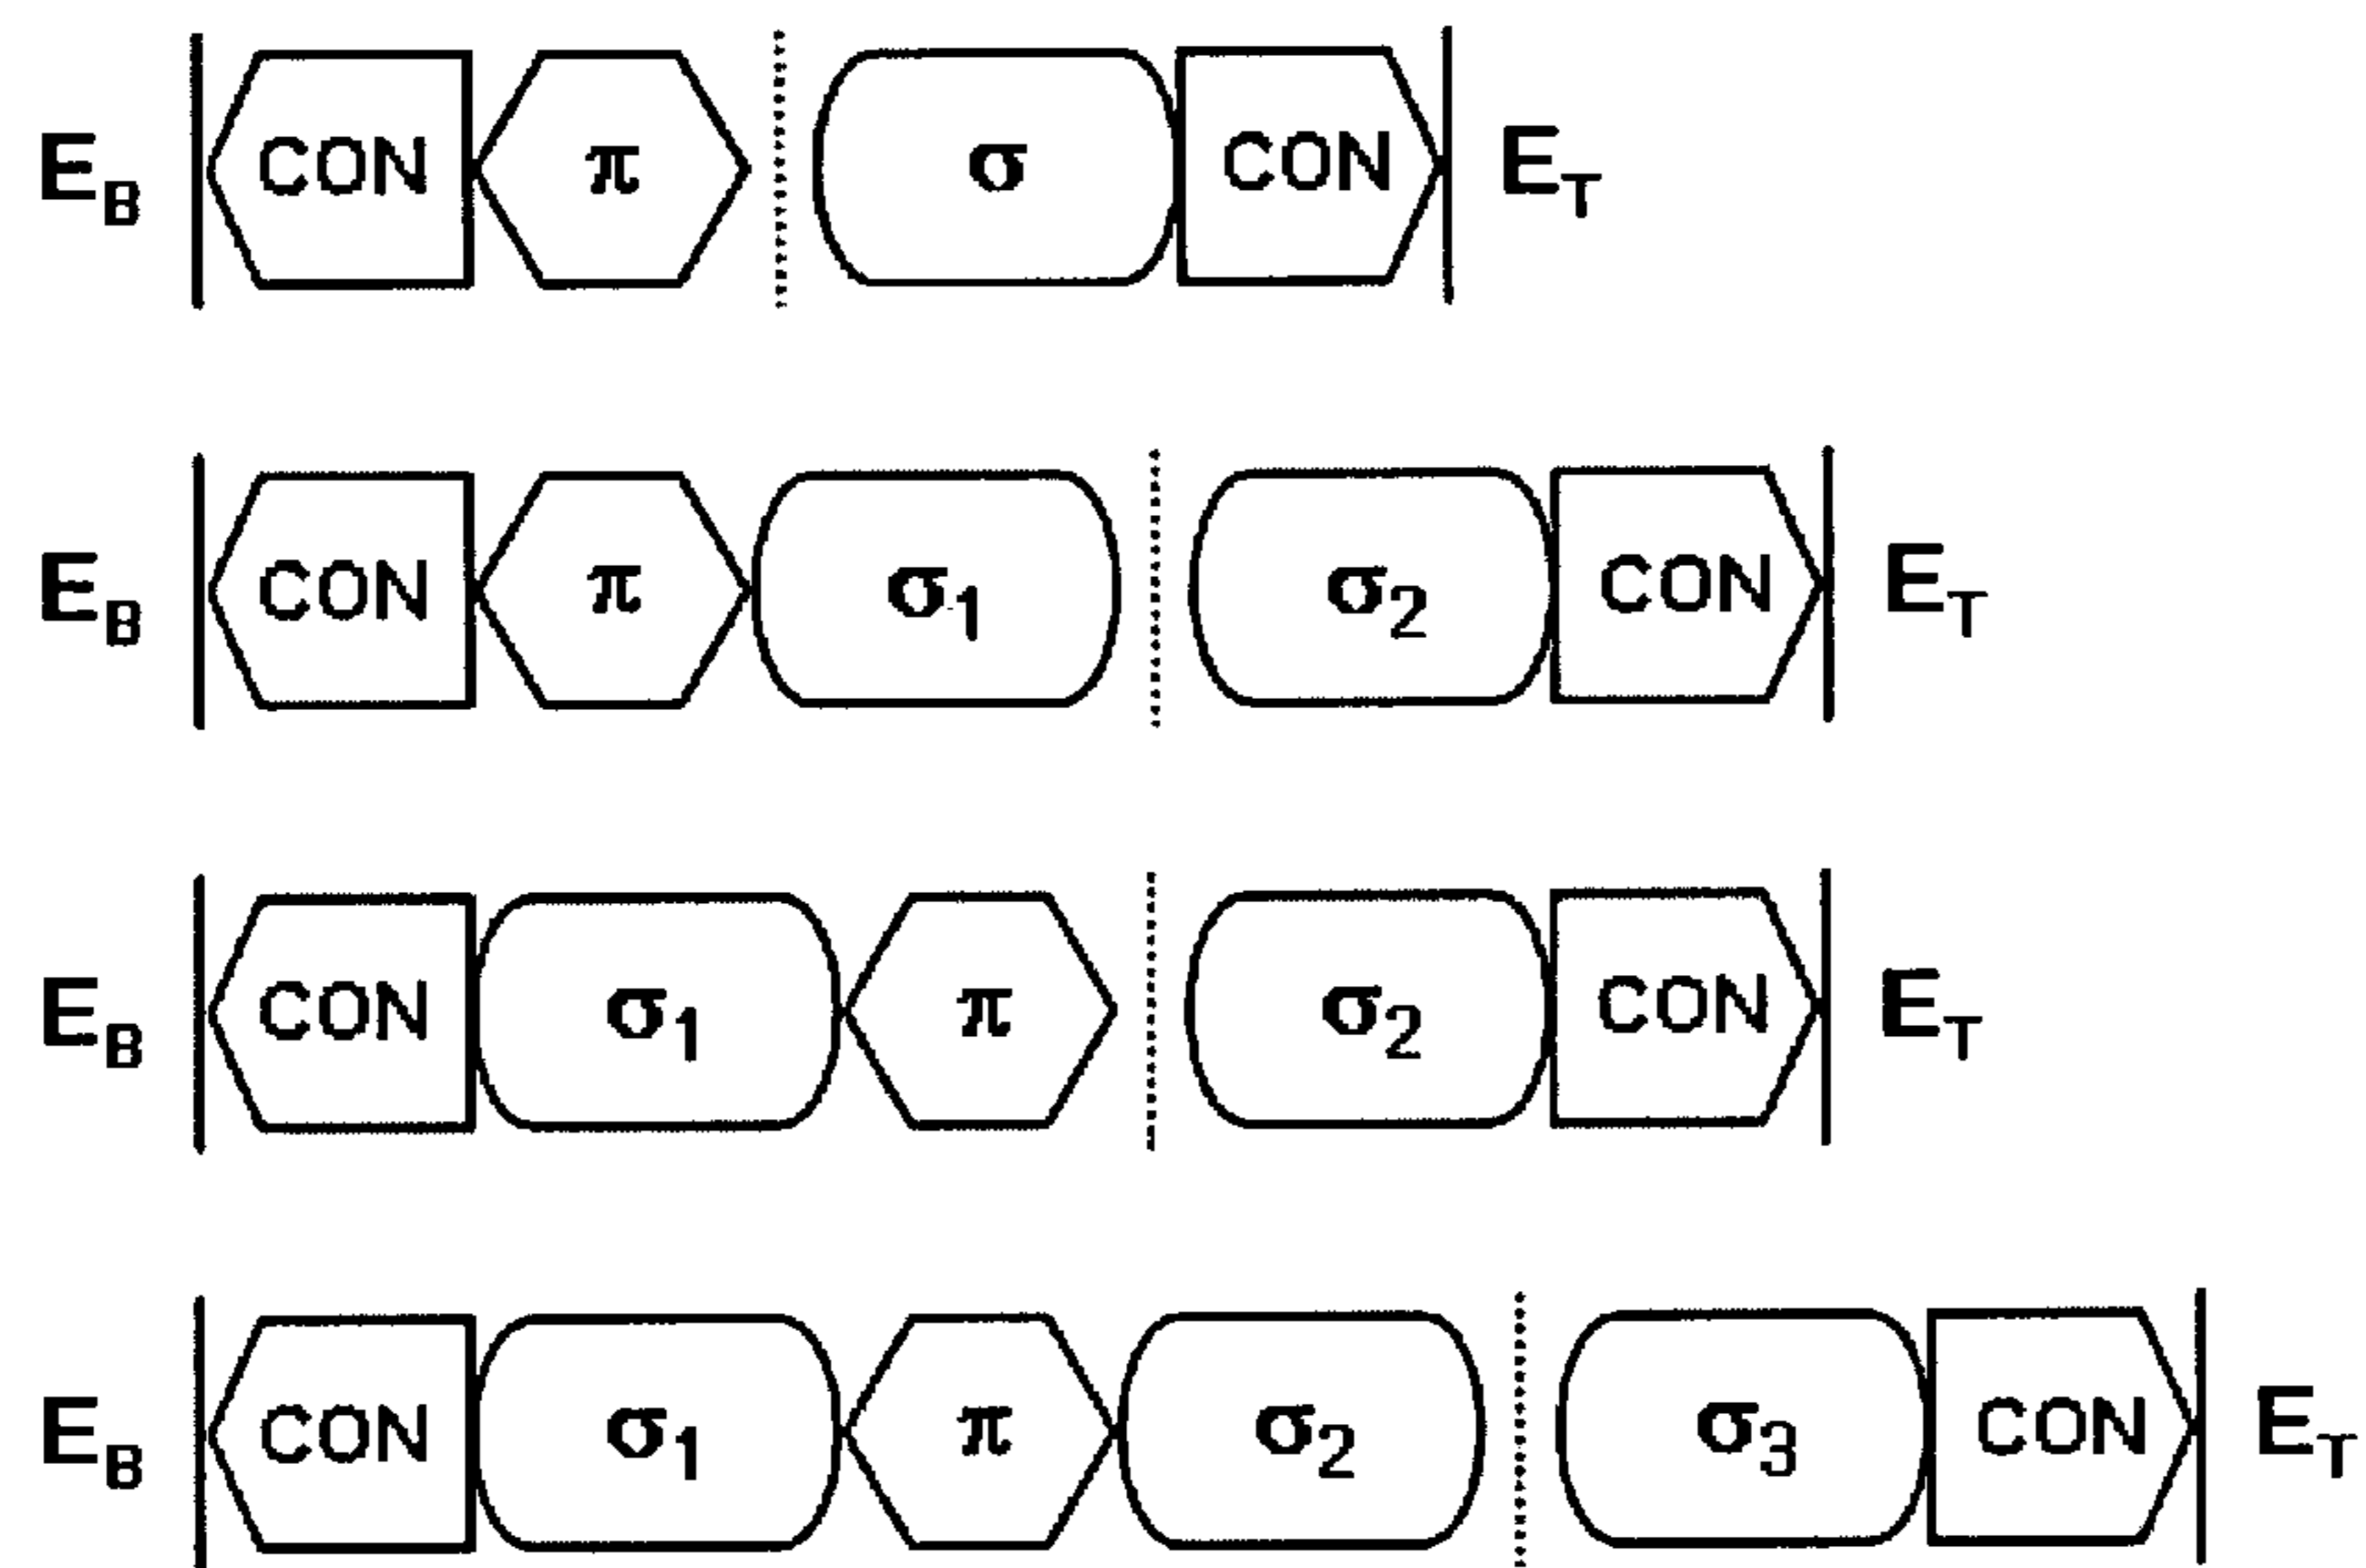 E_B CON π σ CON E_T
E_B CON π σ_1 σ_2 CON E_T
E_B CON σ_1 π σ_2 CON E_T
E_B CON σ_1 π σ_2 σ_3 CON E_T